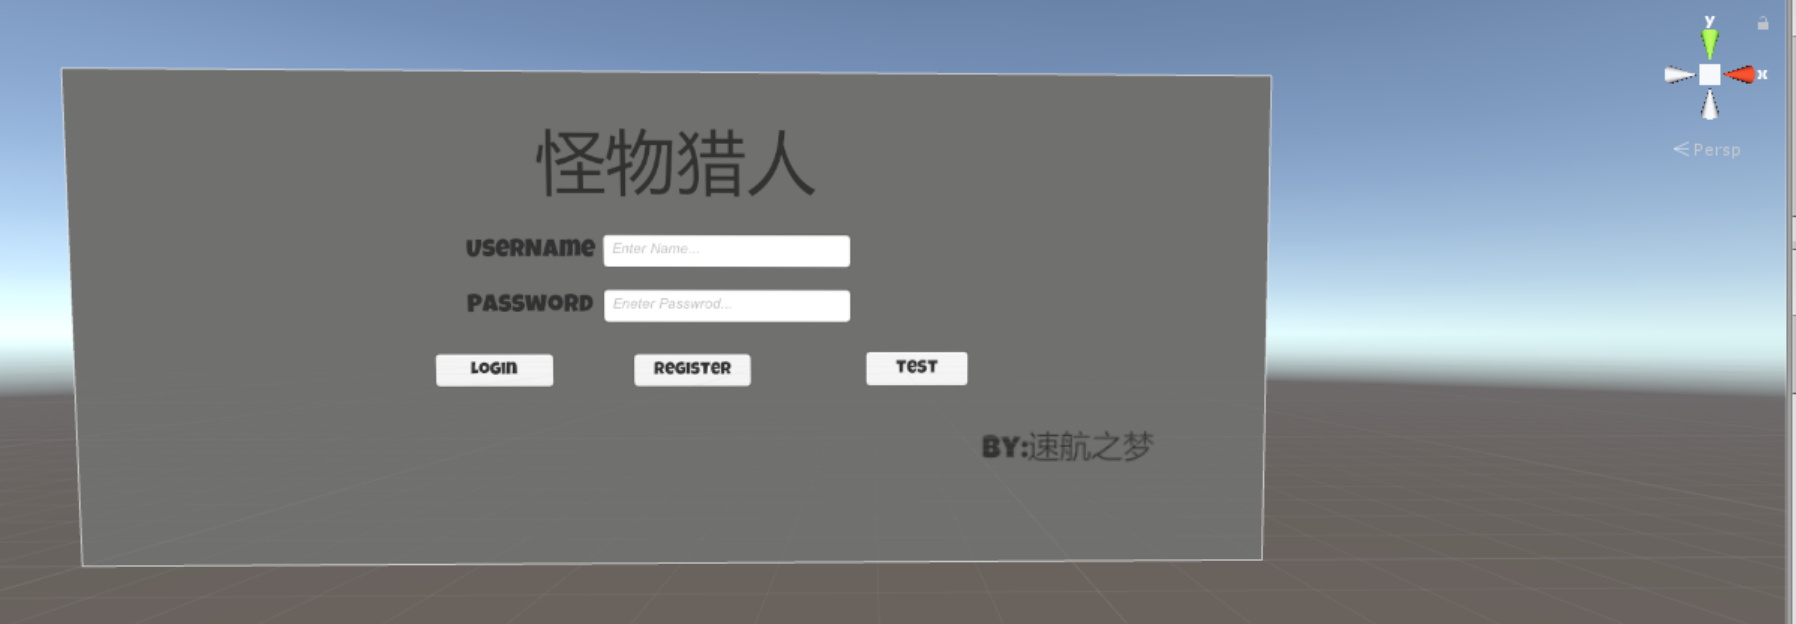 怪物猎人
USERNAME Enter Name...
PASSWORD Eneter Passwrod...
LOGIN REGISTER TEST
BY:速航之梦
y
x
Persp